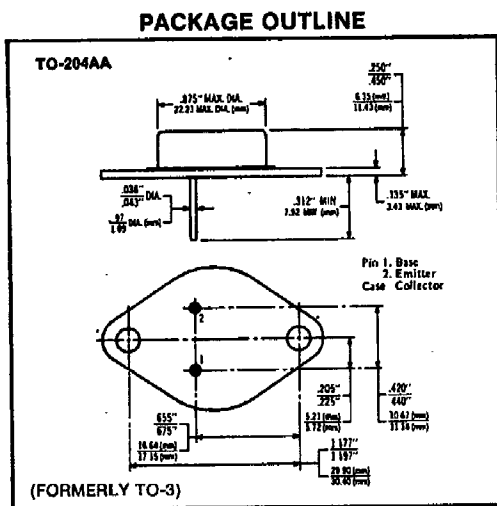 PACKAGE OUTLINE
TO-204AA
.875" MAX. DIA.
22.23 MAX. DIA. (mm)
.250"
.450"
6.35 (mm)
11.43 (mm)
.038"
.043" DIA.
.97
1.09 DIA. (mm)
.312" MIN
7.92 MIN (mm)
.135" MAX.
3.43 MAX. (mm)
Pin 1. Base
2. Emitter
Case Collector
2
1
.205"
.225"
5.21 (mm)
5.72 (mm)
.420"
.440"
10.67 (mm)
11.18 (mm)
.655"
.675"
16.64 (mm)
17.15 (mm)
1.177"
1.197"
29.90 (mm)
30.40 (mm)
(FORMERLY TO-3)